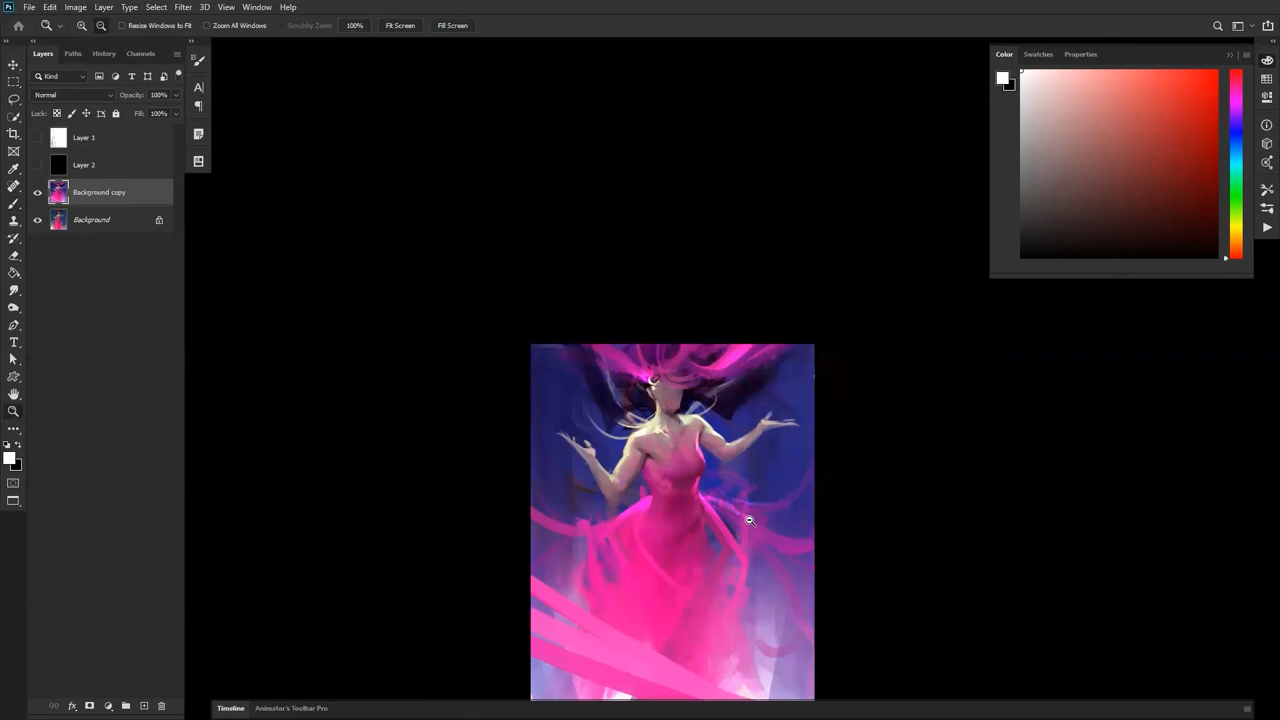 Ps File Edit Image Layer Type Select Filter 3D View Window Help
Resize Windows to Fit Zoom All Windows Scrubby Zoom 100% Fit Screen Fill Screen
Layers Paths History Channels
Color Swatches Properties
Kind
Normal Opacity: 100%
Lock: Fill: 100%
Layer 1
Layer 2
Background copy
Background
Timeline Animator's Toolbar Pro